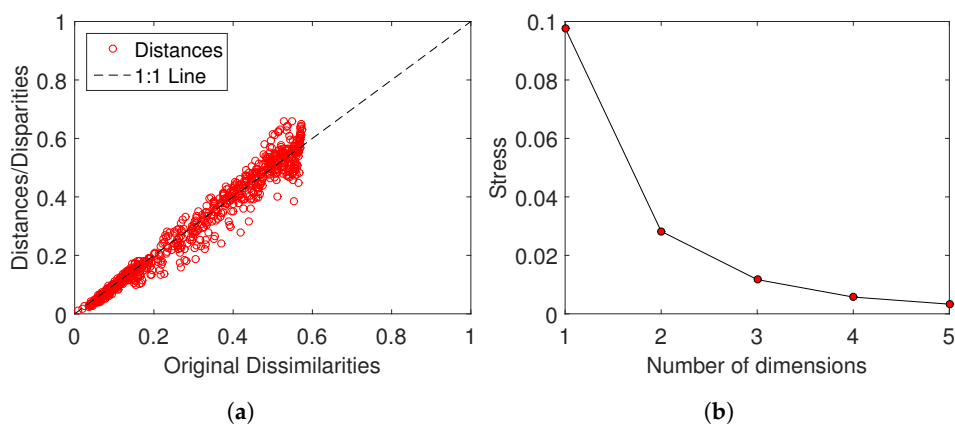 Distances
1:1 Line
Distances/Disparities
1
0.8
0.6
0.4
0.2
0
0
0.2
0.4
0.6
0.8
1
Original Dissimilarities
(a)
Stress
0.1
0.08
0.06
0.04
0.02
0
1
2
3
4
5
Number of dimensions
(b)